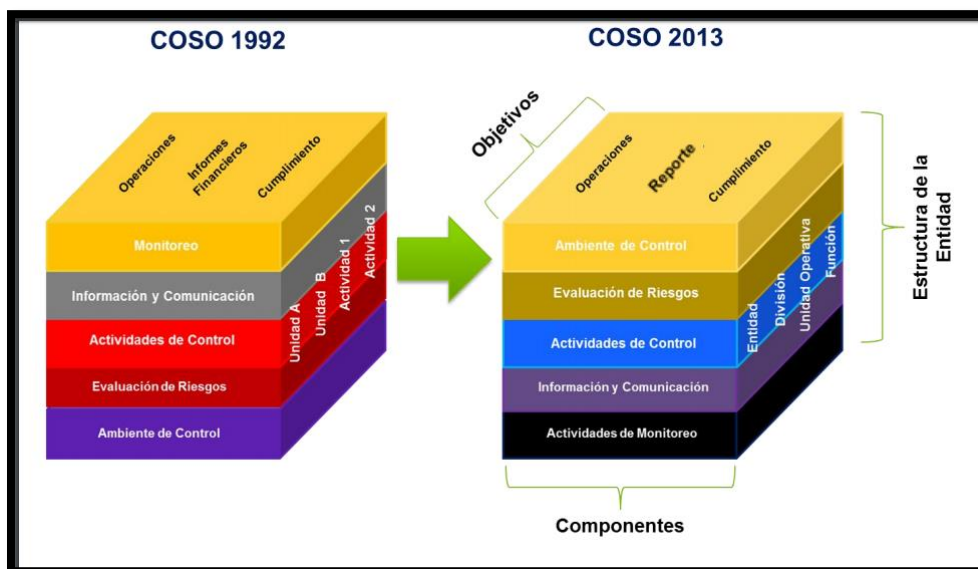 COSO 1992
COSO 2013
Operaciones
Informes
Financieros
Cumplimiento
Monitoreo
Información y Comunicación
Actividades de Control
Evaluación de Riesgos
Ambiente de Control
Unidad A
Unidad B
Actividad 1
Actividad 2
Objetivos
Operaciones
Reporte
Cumplimiento
Ambiente de Control
Evaluación de Riesgos
Actividades de Control
Información y Comunicación
Actividades de Monitoreo
Entidad
División
Unidad Operativa
Función
Estructura de la
Entidad
Componentes